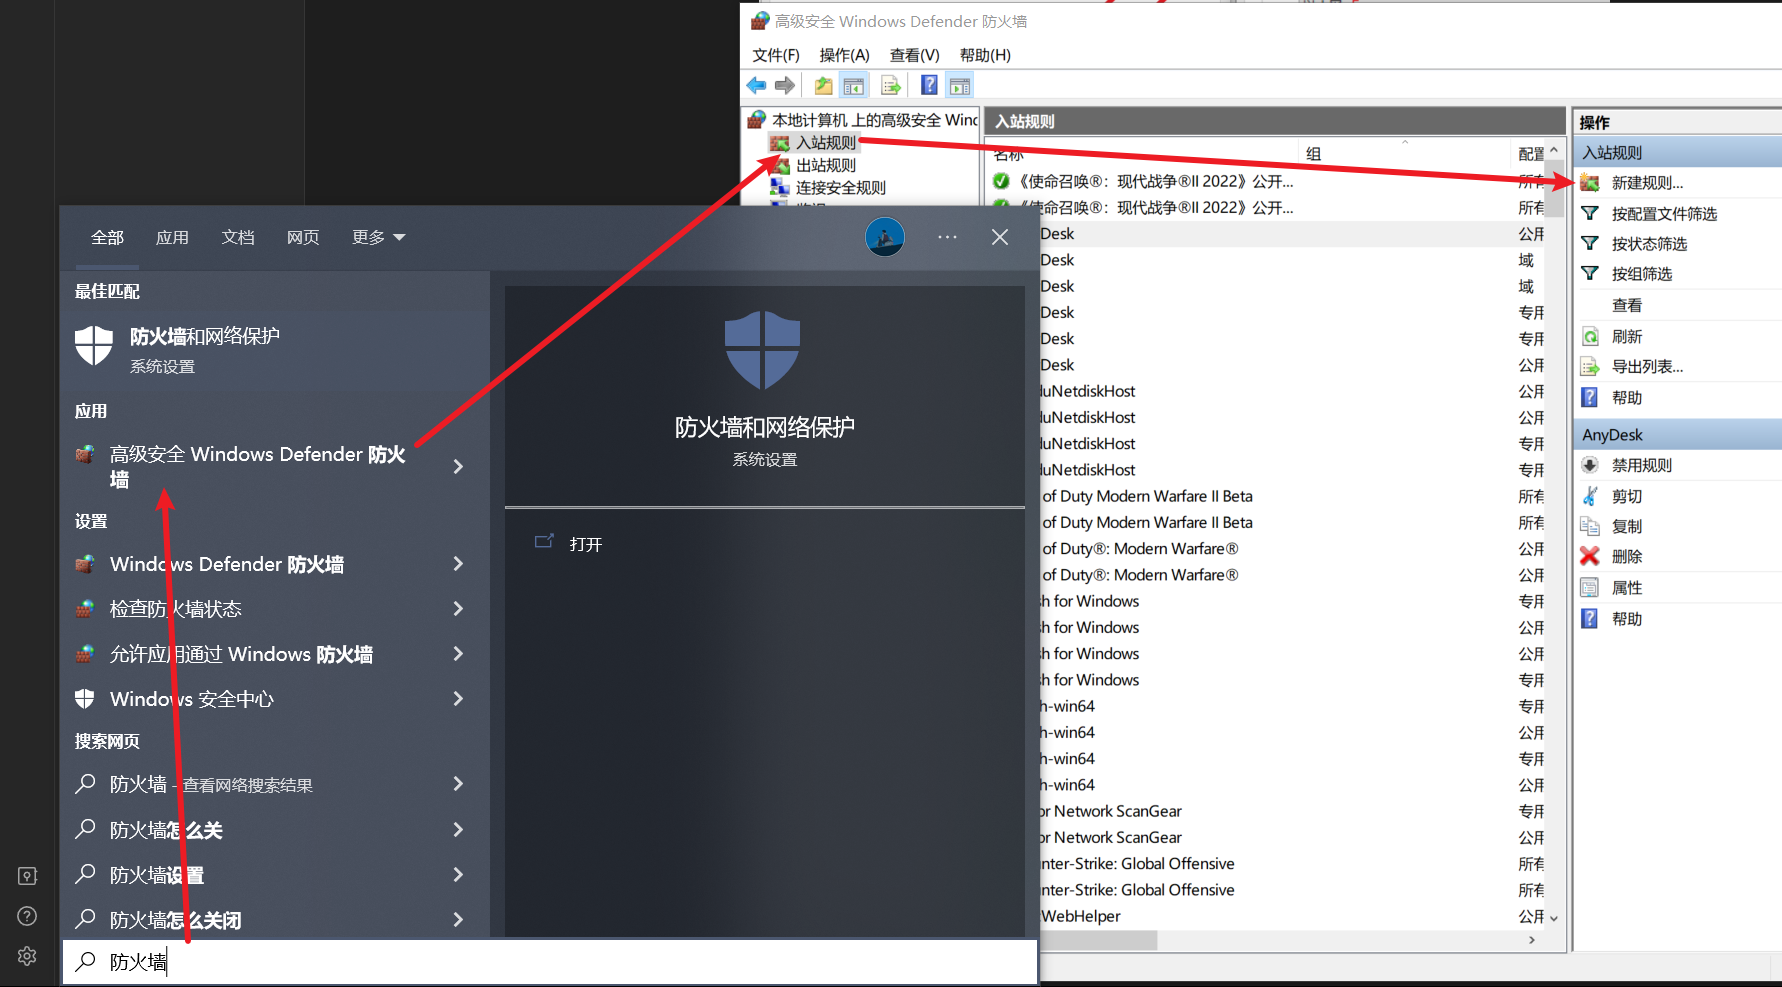 高级安全 Windows Defender 防火墙
文件(F) 操作(A) 查看(V) 帮助(H)
本地计算机 上的高级安全 Wind
入站规则
出站规则
连接安全规则
入站规则
名称 组 配置
《使命召唤®：现代战争®II 2022》公开... 所有
《使命召唤®：现代战争®II 2022》公开... 所有
Desk 公用
Desk 域
Desk 域
Desk 专用
Desk 专用
Desk 公用
duNetdiskHost 公用
duNetdiskHost 公用
duNetdiskHost 专用
duNetdiskHost 专用
of Duty Modern Warfare II Beta 所有
of Duty Modern Warfare II Beta 所有
of Duty®: Modern Warfare® 公用
of Duty®: Modern Warfare® 公用
sh for Windows 专用
sh for Windows 公用
sh for Windows 公用
sh for Windows 专用
h-win64 专用
h-win64 公用
h-win64 专用
h-win64 公用
or Network ScanGear 专用
or Network ScanGear 公用
unter-Strike: Global Offensive 所有
unter-Strike: Global Offensive 所有
WebHelper 公用
操作
入站规则
新建规则...
按配置文件筛选
按状态筛选
按组筛选
查看
刷新
导出列表...
帮助
AnyDesk
禁用规则
剪切
复制
删除
属性
帮助
全部 应用 文档 网页 更多
最佳匹配
防火墙和网络保护
系统设置
应用
高级安全 Windows Defender 防火
墙
设置
Windows Defender 防火墙
检查防火墙状态
允许应用通过 Windows 防火墙
Windows 安全中心
搜索网页
防火墙 - 查看网络搜索结果
防火墙怎么关
防火墙设置
防火墙怎么关闭
防火墙
防火墙和网络保护
系统设置
打开